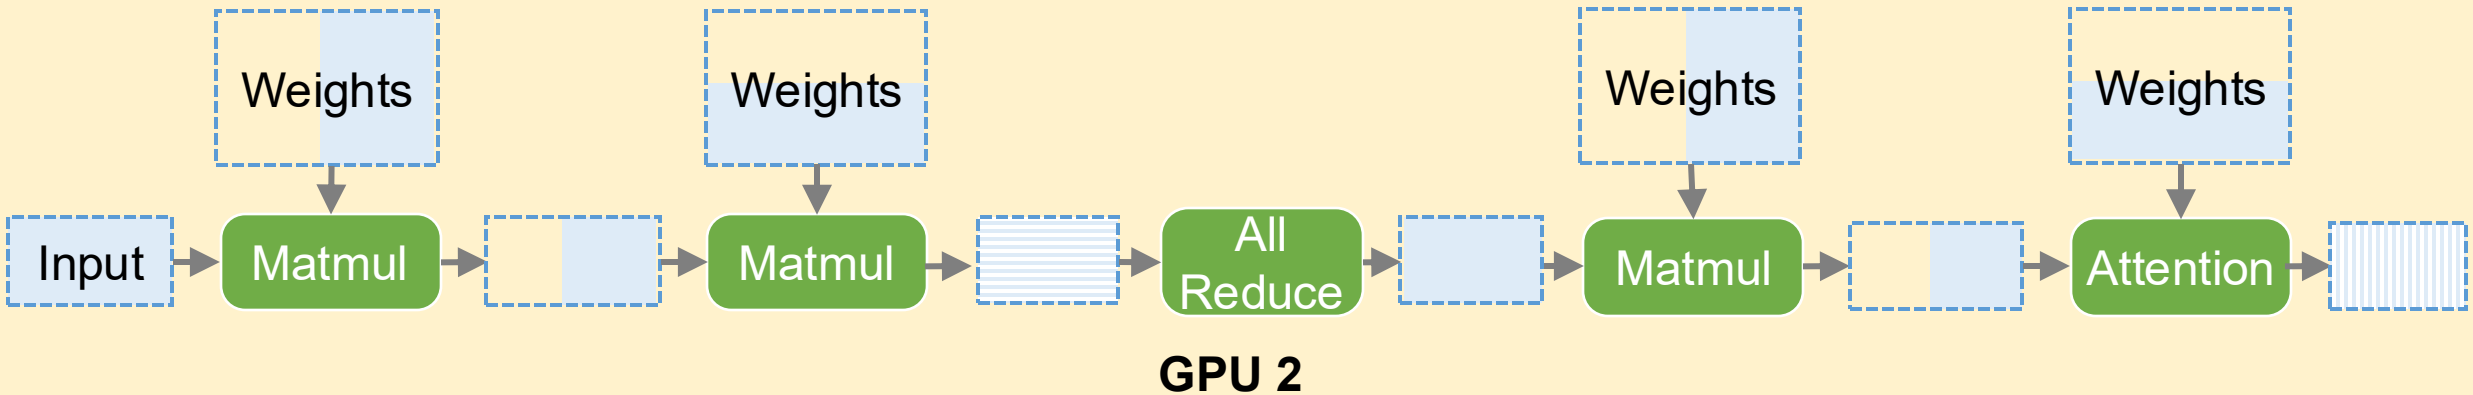 Weights
Weights
Weights
Weights
Input
Matmul
Matmul
All
Reduce
Matmul
Attention
GPU 2